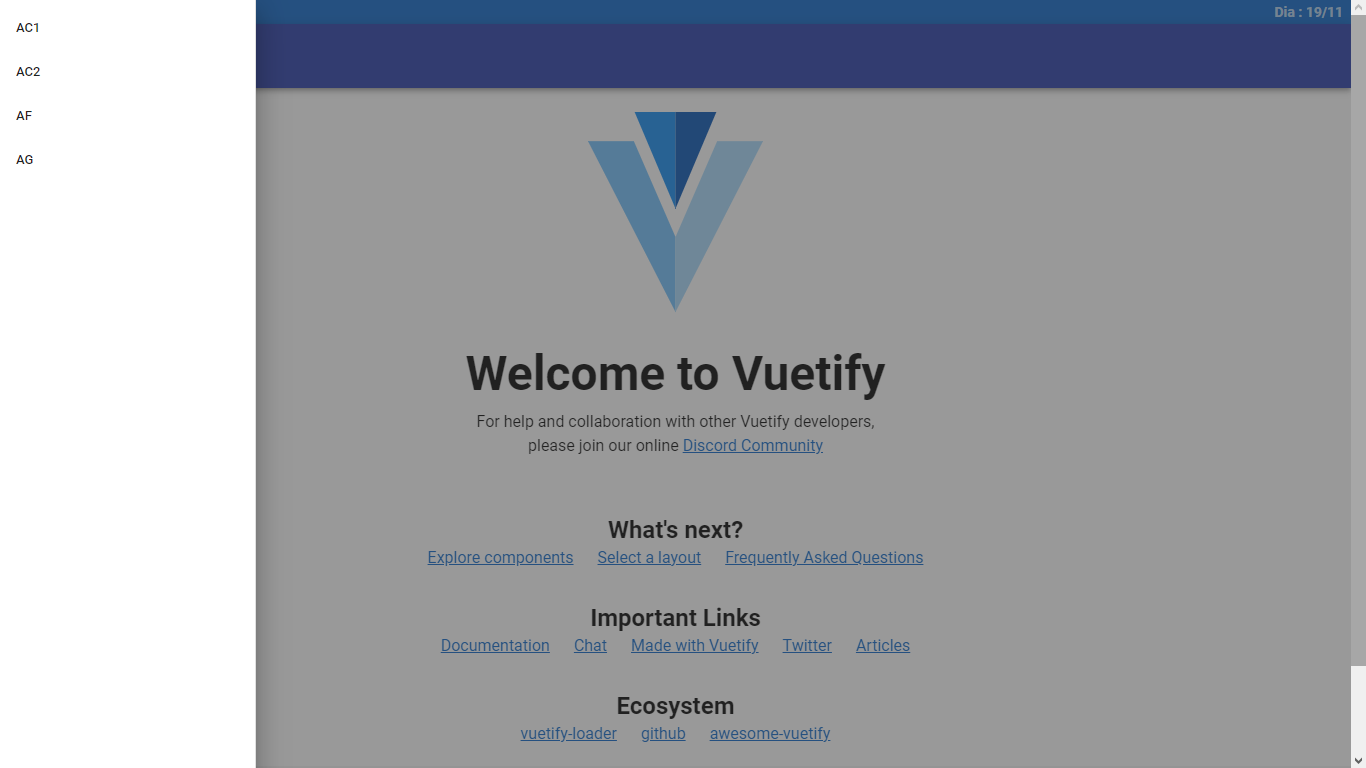 AC1
AC2
AF
AG
Dia : 19/11
Welcome to Vuetify
For help and collaboration with other Vuetify developers,
please join our online Discord Community
What's next?
Explore components Select a layout Frequently Asked Questions
Important Links
Documentation Chat Made with Vuetify Twitter Articles
Ecosystem
vuetify-loader github awesome-vuetify